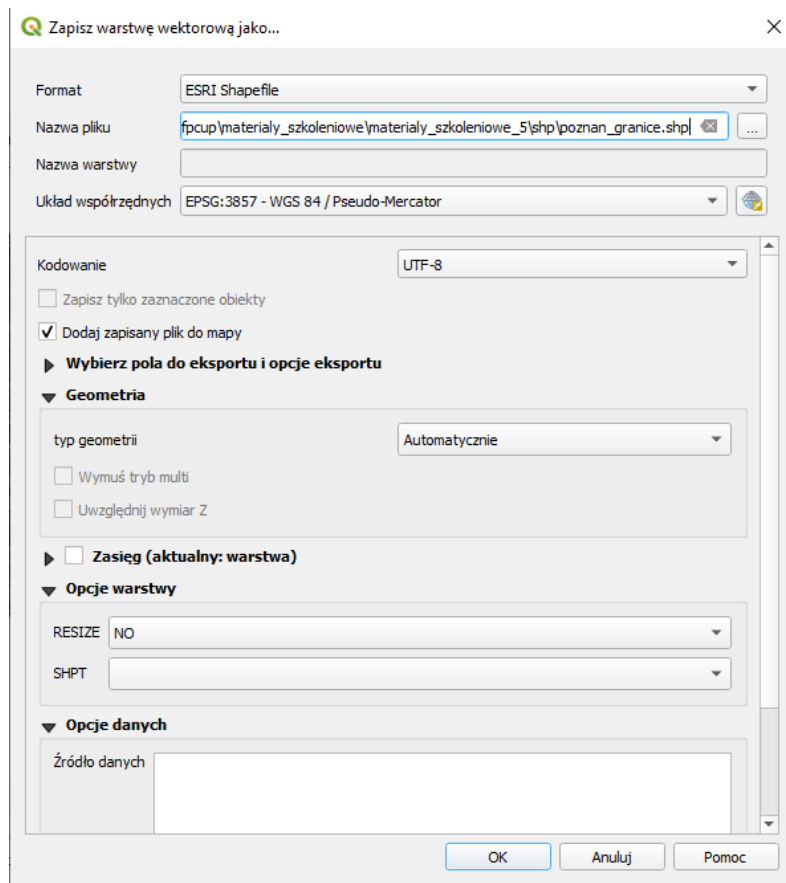 Zapisz warstwę wektorową jako...
Format ESRI Shapefile
Nazwa pliku fpcup\materialy_szkoleniowe\materialy_szkoleniowe_5\shp\poznan_granice.shp ...
Nazwa warstwy
Układ współrzędnych EPSG:3857 - WGS 84 / Pseudo-Mercator
Kodowanie UTF-8
Zapisz tylko zaznaczone obiekty
Dodaj zapisany plik do mapy
Wybierz pola do eksportu i opcje eksportu
Geometria
typ geometrii Automatycznie
Wymuś tryb multi
Uwzględnij wymiar Z
Zasięg (aktualny: warstwa)
Opcje warstwy
RESIZE NO
SHPT
Opcje danych
Źródło danych
OK Anuluj Pomoc